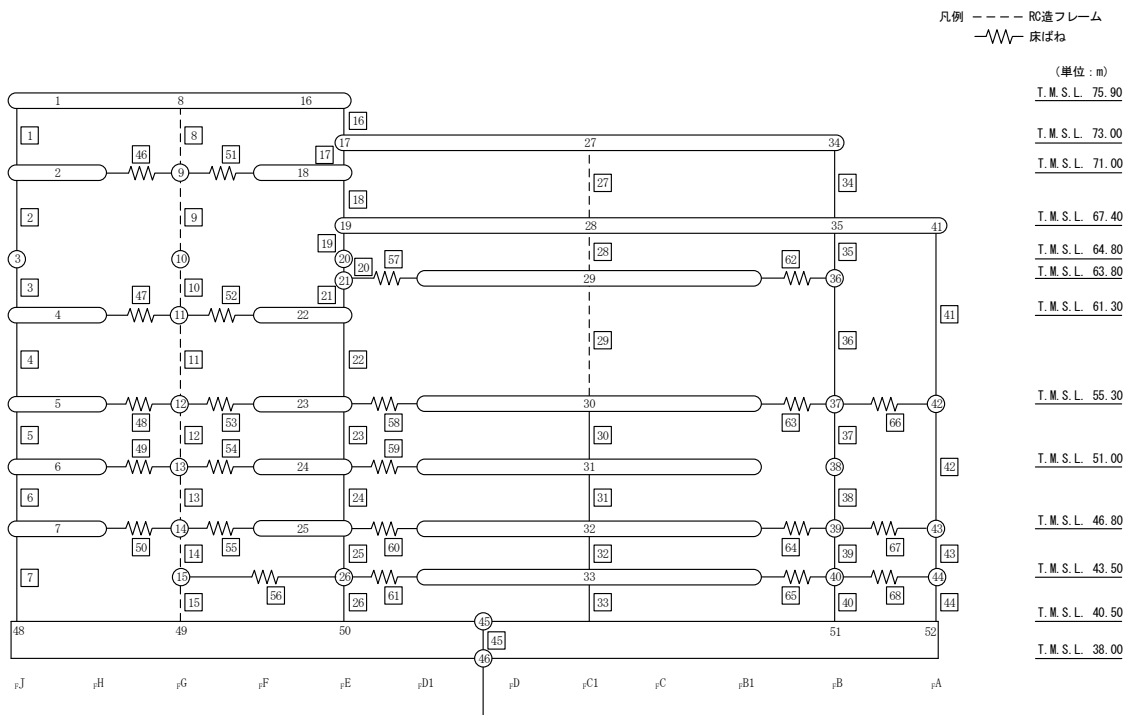 凡例 ---- RC造フレーム
床ばね
(単位：m)
T.M.S.L. 75.90
1 8 16
1 8 16
T.M.S.L. 73.00
17 27 34
46 51 17
T.M.S.L. 71.00
2 9 18
27 34
2 9 18
T.M.S.L. 67.40
19 28 35 41
19 28 35
T.M.S.L. 64.80
3 10 20
57 62
20
T.M.S.L. 63.80
21 29 36
3 10 21
47 52
T.M.S.L. 61.30
4 11 22
41
29 36
4 11 22
T.M.S.L. 55.30
5 12 23 30 37 42
48 53 58 63 66
5 12 23 30 37
49 54 59
T.M.S.L. 51.00
6 13 24 31 38 42
6 13 24 31 38
T.M.S.L. 46.80
7 14 25 32 39 43
50 55 60 64 67
14 25 32 39 43
T.M.S.L. 43.50
7 15 26 33 40 44
56 61 65 68
15 26 33 40 44
T.M.S.L. 40.50
48 49 50 45 51 52
45
T.M.S.L. 38.00
46
FJ FH FG FF FE FD1 FD FC1 FC FB1 FB FA